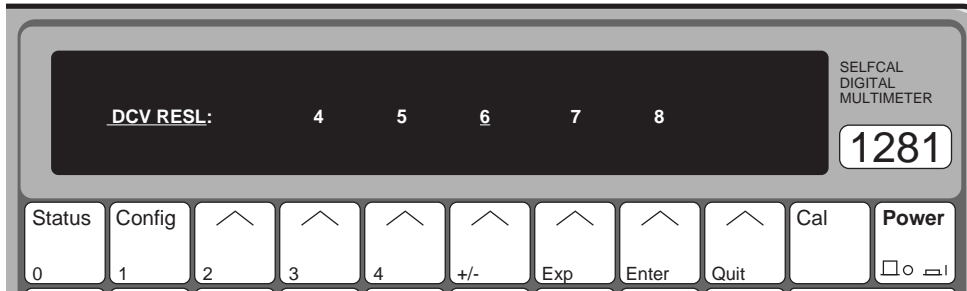 DCV RESL: 4 5 6 7 8
SELFCAL
DIGITAL
MULTIMETER
1281
Status Config Cal Power
0 1 2 3 4 +/- Exp Enter Quit